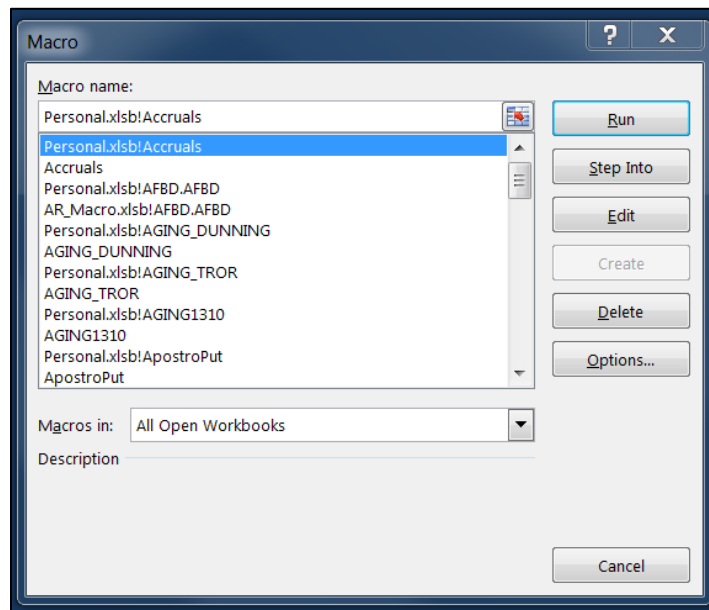 Macro
? X
Macro name:
Personal.xlsb!Accruals
Personal.xlsb!Accruals
Accruals
Personal.xlsb!AFBD.AFBD
AR_Macro.xlsb!AFBD.AFBD
Personal.xlsb!AGING_DUNNING
AGING_DUNNING
Personal.xlsb!AGING_TROR
AGING_TROR
Personal.xlsb!AGING1310
AGING1310
Personal.xlsb!ApostroPut
ApostroPut
Run
Step Into
Edit
Create
Delete
Options...
Macros in: All Open Workbooks
Description
Cancel